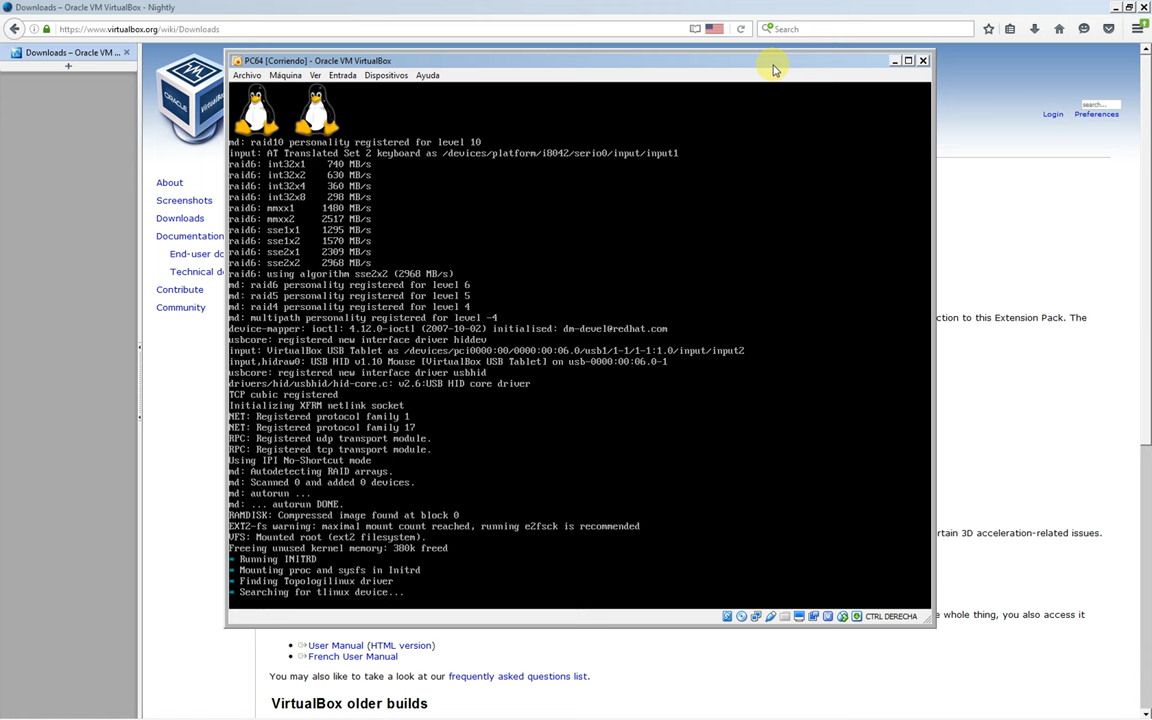 Downloads – Oracle VM VirtualBox - Nightly
https://www.virtualbox.org/wiki/Downloads
Search
Downloads – Oracle VM ...
PC64 [Corriendo] - Oracle VM VirtualBox
Archivo Máquina Ver Entrada Dispositivos Ayuda
search...
Login Preferences
About
Screenshots
Downloads
Documentation
End-user do
Technical d
Contribute
Community
md: raid10 personality registered for level 10
input: AT Translated Set 2 keyboard as /devices/platform/i8042/serio0/input/input1
raid6: int32x1 740 MB/s
raid6: int32x2 630 MB/s
raid6: int32x4 360 MB/s
raid6: int32x8 298 MB/s
raid6: mmxx1 1480 MB/s
raid6: mmxx2 2517 MB/s
raid6: sse1x1 1295 MB/s
raid6: sse1x2 1570 MB/s
raid6: sse2x1 2309 MB/s
raid6: sse2x2 2968 MB/s
raid6: using algorithm sse2x2 (2968 MB/s)
md: raid6 personality registered for level 6
md: raid5 personality registered for level 5
md: raid4 personality registered for level 4
md: multipath personality registered for level -4
device-mapper: ioctl: 4.12.0-ioctl (2007-10-02) initialised: dm-devel@redhat.com
usbcore: registered new interface driver hiddev
input: VirtualBox USB Tablet as /devices/pci0000:00/0000:00:06.0/usb1/1-1/1-1:1.0/input/input2
input,hidraw0: USB HID v1.10 Mouse [VirtualBox USB Tablet] on usb-0000:00:06.0-1
usbcore: registered new interface driver usbhid
drivers/hid/usbhid/hid-core.c: v2.6:USB HID core driver
TCP cubic registered
Initializing XFRM netlink socket
NET: Registered protocol family 1
NET: Registered protocol family 17
RPC: Registered udp transport module.
RPC: Registered tcp transport module.
Using IPI No-Shortcut mode
md: Autodetecting RAID arrays.
md: Scanned 0 and added 0 devices.
md: autorun ...
md: ... autorun DONE.
RAMDISK: Compressed image found at block 0
EXT2-fs warning: maximal mount count reached, running e2fsck is recommended
VFS: Mounted root (ext2 filesystem).
Freeing unused kernel memory: 380k freed
* Running INITRD
* Mounting proc and sysfs in Initrd
* Finding Topologilinux driver
* Searching for tlinux device...
CTRL DERECHA
ction to this Extension Pack. The
rtain 3D acceleration-related issues.
e whole thing, you also access it
User Manual (HTML version)
French User Manual
You may also like to take a look at our frequently asked questions list.
VirtualBox older builds